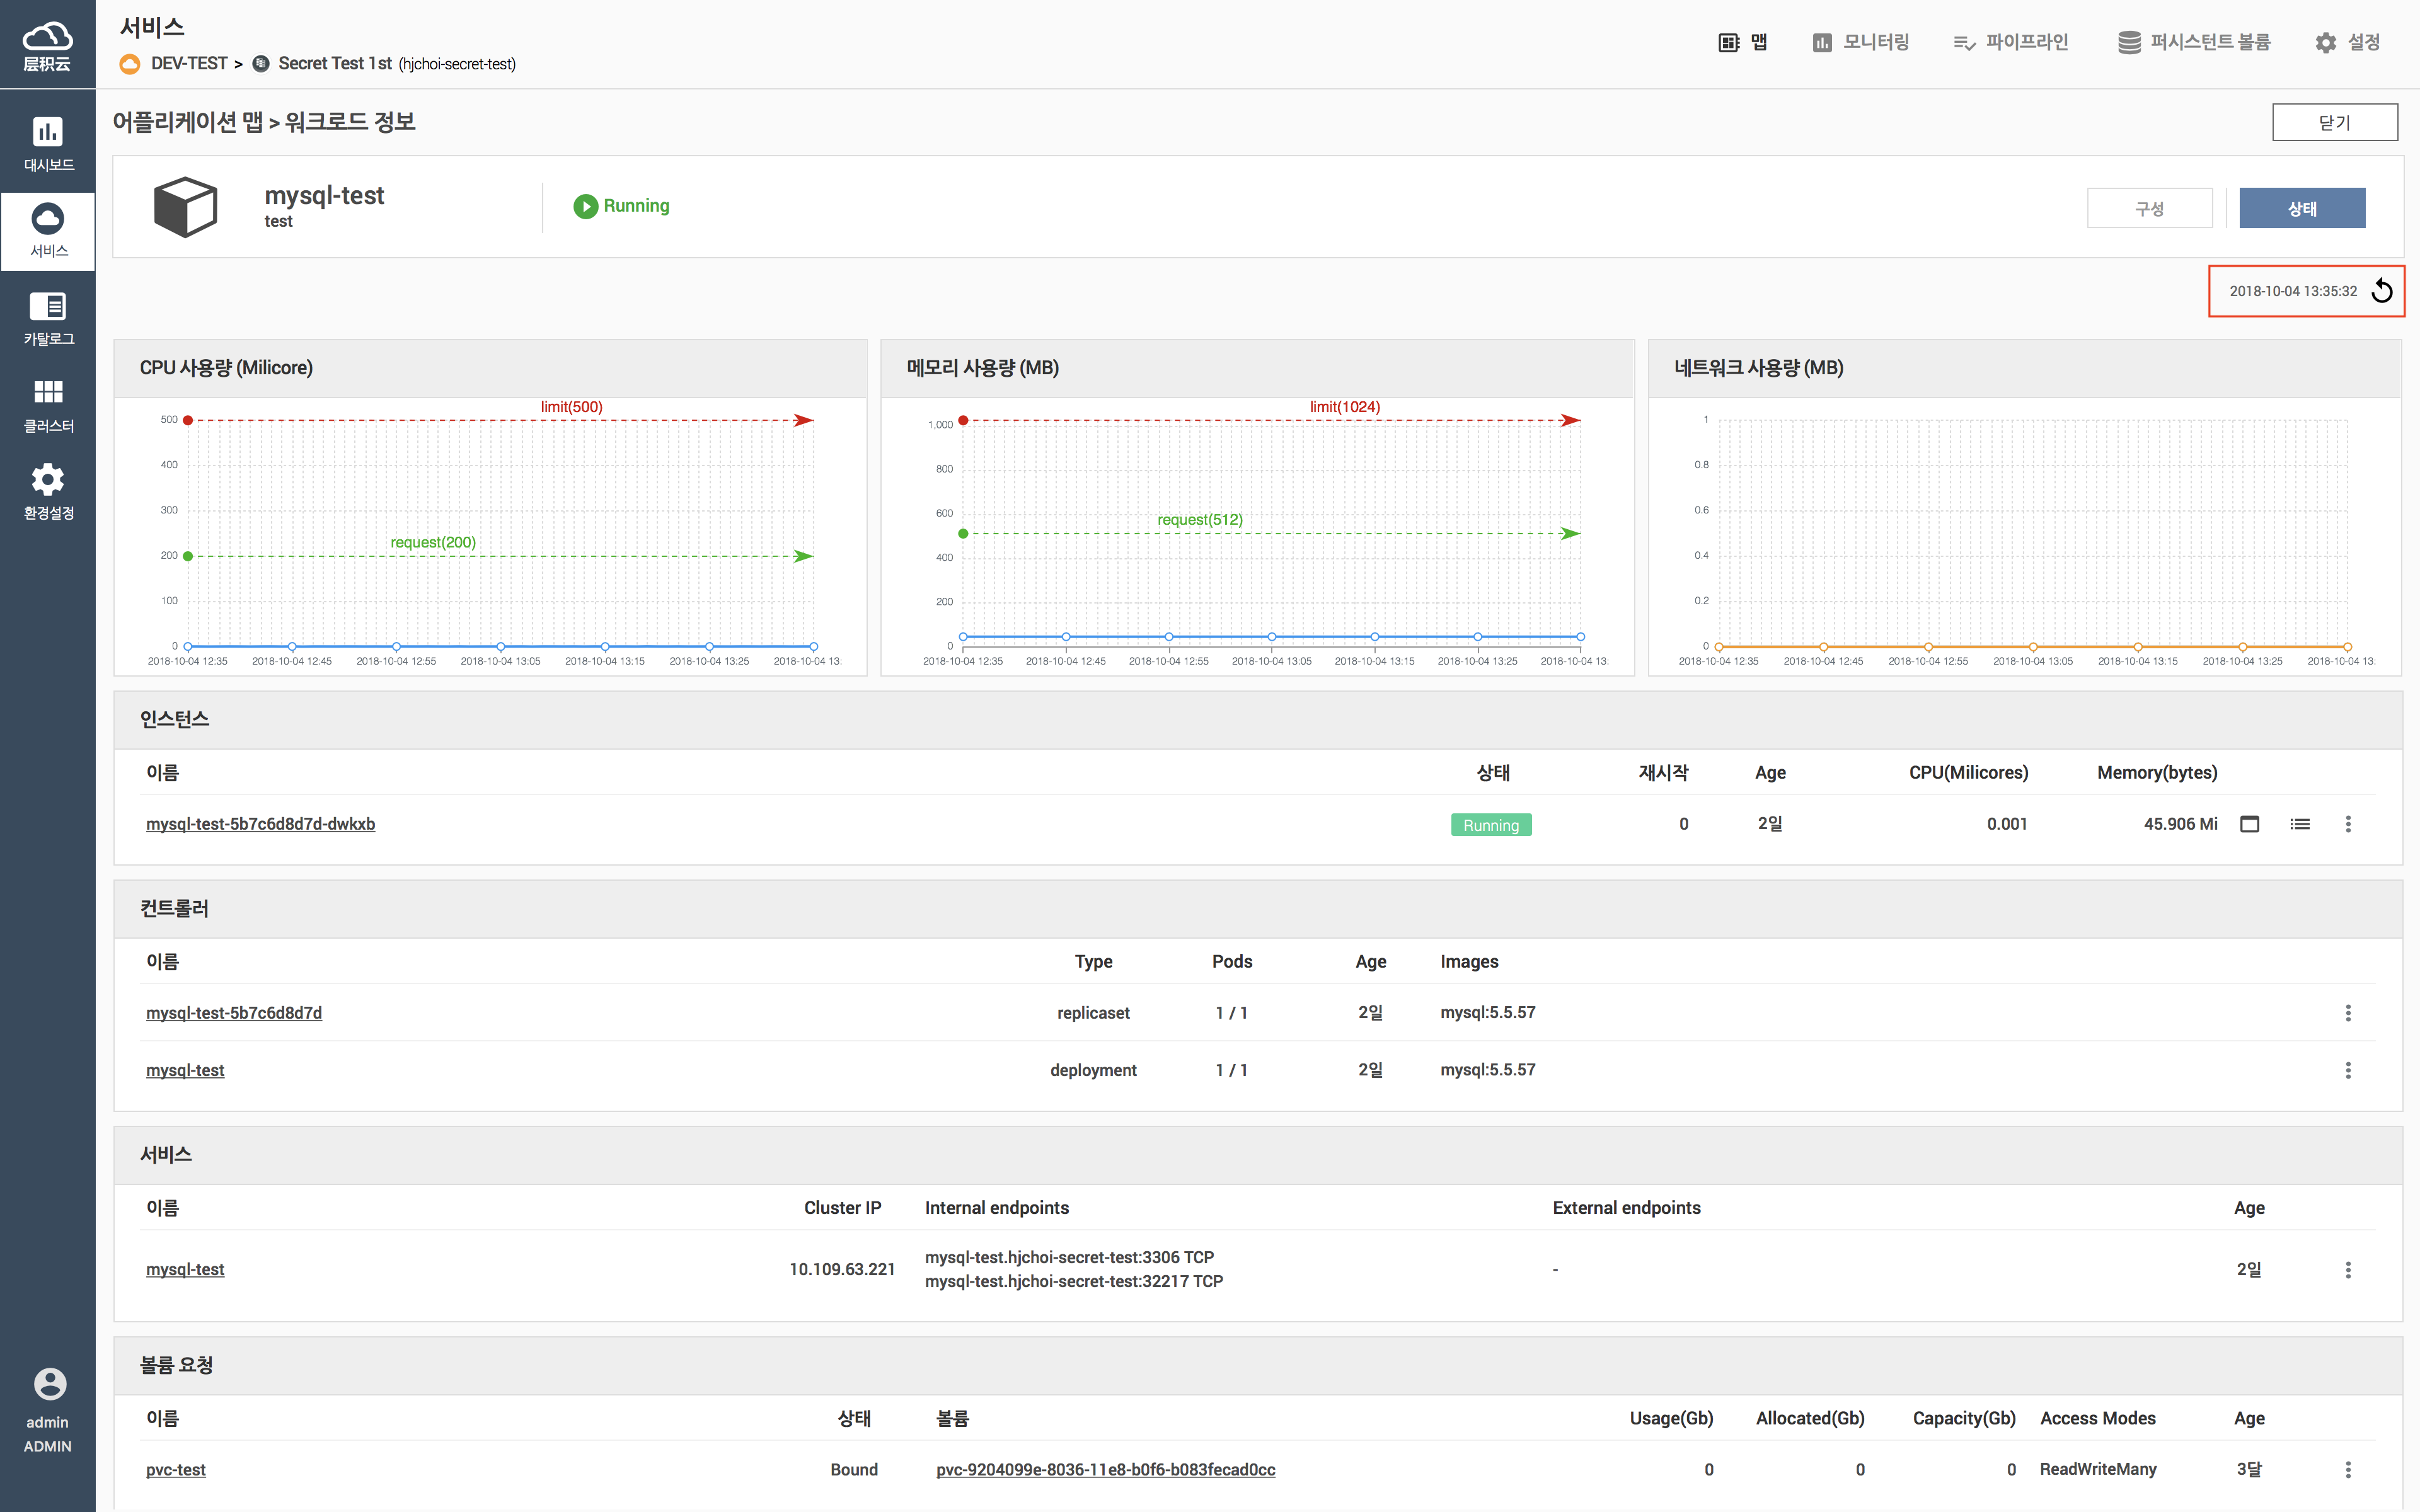 层积云
서비스
DEV-TEST > Secret Test 1st (hjchoi-secret-test)
맵
모니터링
파이프라인
퍼시스턴트 볼륨
설정
대시보드
서비스
카탈로그
클러스터
환경설정
admin
ADMIN
어플리케이션 맵 > 워크로드 정보
닫기
mysql-test
test
Running
구성
상태
2018-10-04 13:35:32
CPU 사용량 (Milicore)
500
400
300
200
100
0
limit(500)
request(200)
2018-10-04 12:35 2018-10-04 12:45 2018-10-04 12:55 2018-10-04 13:05 2018-10-04 13:15 2018-10-04 13:25 2018-10-04 13:
메모리 사용량 (MB)
1,000
800
600
400
200
0
limit(1024)
request(512)
2018-10-04 12:35 2018-10-04 12:45 2018-10-04 12:55 2018-10-04 13:05 2018-10-04 13:15 2018-10-04 13:25 2018-10-04 13:
네트워크 사용량 (MB)
1
0.8
0.6
0.4
0.2
0
2018-10-04 12:35 2018-10-04 12:45 2018-10-04 12:55 2018-10-04 13:05 2018-10-04 13:15 2018-10-04 13:25 2018-10-04 13:
인스턴스
이름 상태 재시작 Age CPU(Milicores) Memory(bytes)
mysql-test-5b7c6d8d7d-dwkxb Running 0 2일 0.001 45.906 Mi
컨트롤러
이름 Type Pods Age Images
mysql-test-5b7c6d8d7d replicaset 1 / 1 2일 mysql:5.5.57
mysql-test deployment 1 / 1 2일 mysql:5.5.57
서비스
이름 Cluster IP Internal endpoints External endpoints Age
mysql-test 10.109.63.221 mysql-test.hjchoi-secret-test:3306 TCP - 2일
mysql-test.hjchoi-secret-test:32217 TCP
볼륨 요청
이름 상태 볼륨 Usage(Gb) Allocated(Gb) Capacity(Gb) Access Modes Age
pvc-test Bound pvc-9204099e-8036-11e8-b0f6-b083fecad0cc 0 0 0 ReadWriteMany 3달